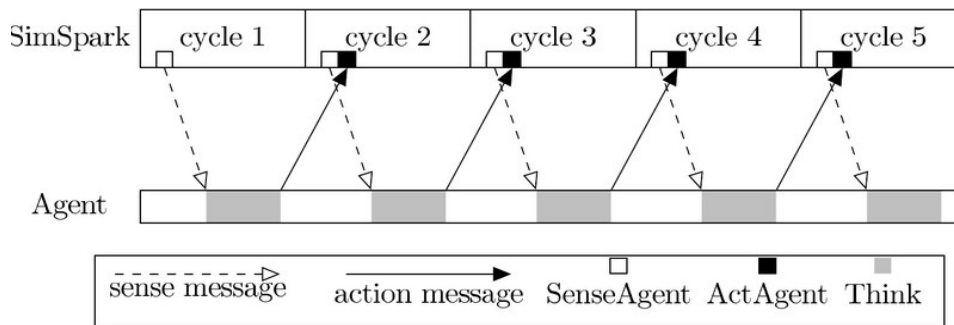 SimSpark cycle 1 cycle 2 cycle 3 cycle 4 cycle 5
Agent
sense message action message SenseAgent ActAgent Think